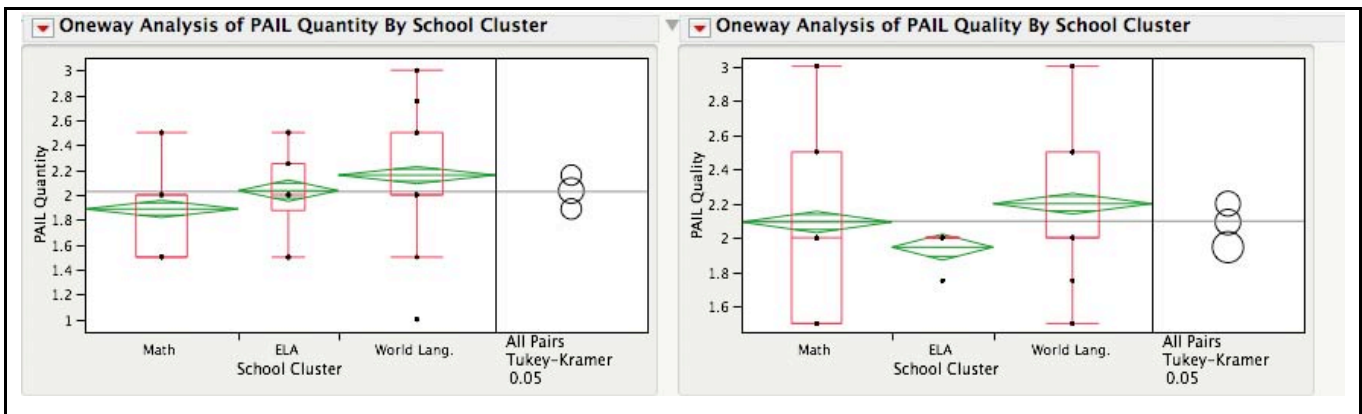 Oneway Analysis of PAIL Quantity By School Cluster
PAIL Quantity
3
2.8
2.6
2.4
2.2
2
1.8
1.6
1.4
1.2
1
Math
ELA
World Lang.
School Cluster
All Pairs
Tukey-Kramer
0.05
Oneway Analysis of PAIL Quality By School Cluster
PAIL Quality
3
2.8
2.6
2.4
2.2
2
1.8
1.6
Math
ELA
World Lang.
School Cluster
All Pairs
Tukey-Kramer
0.05